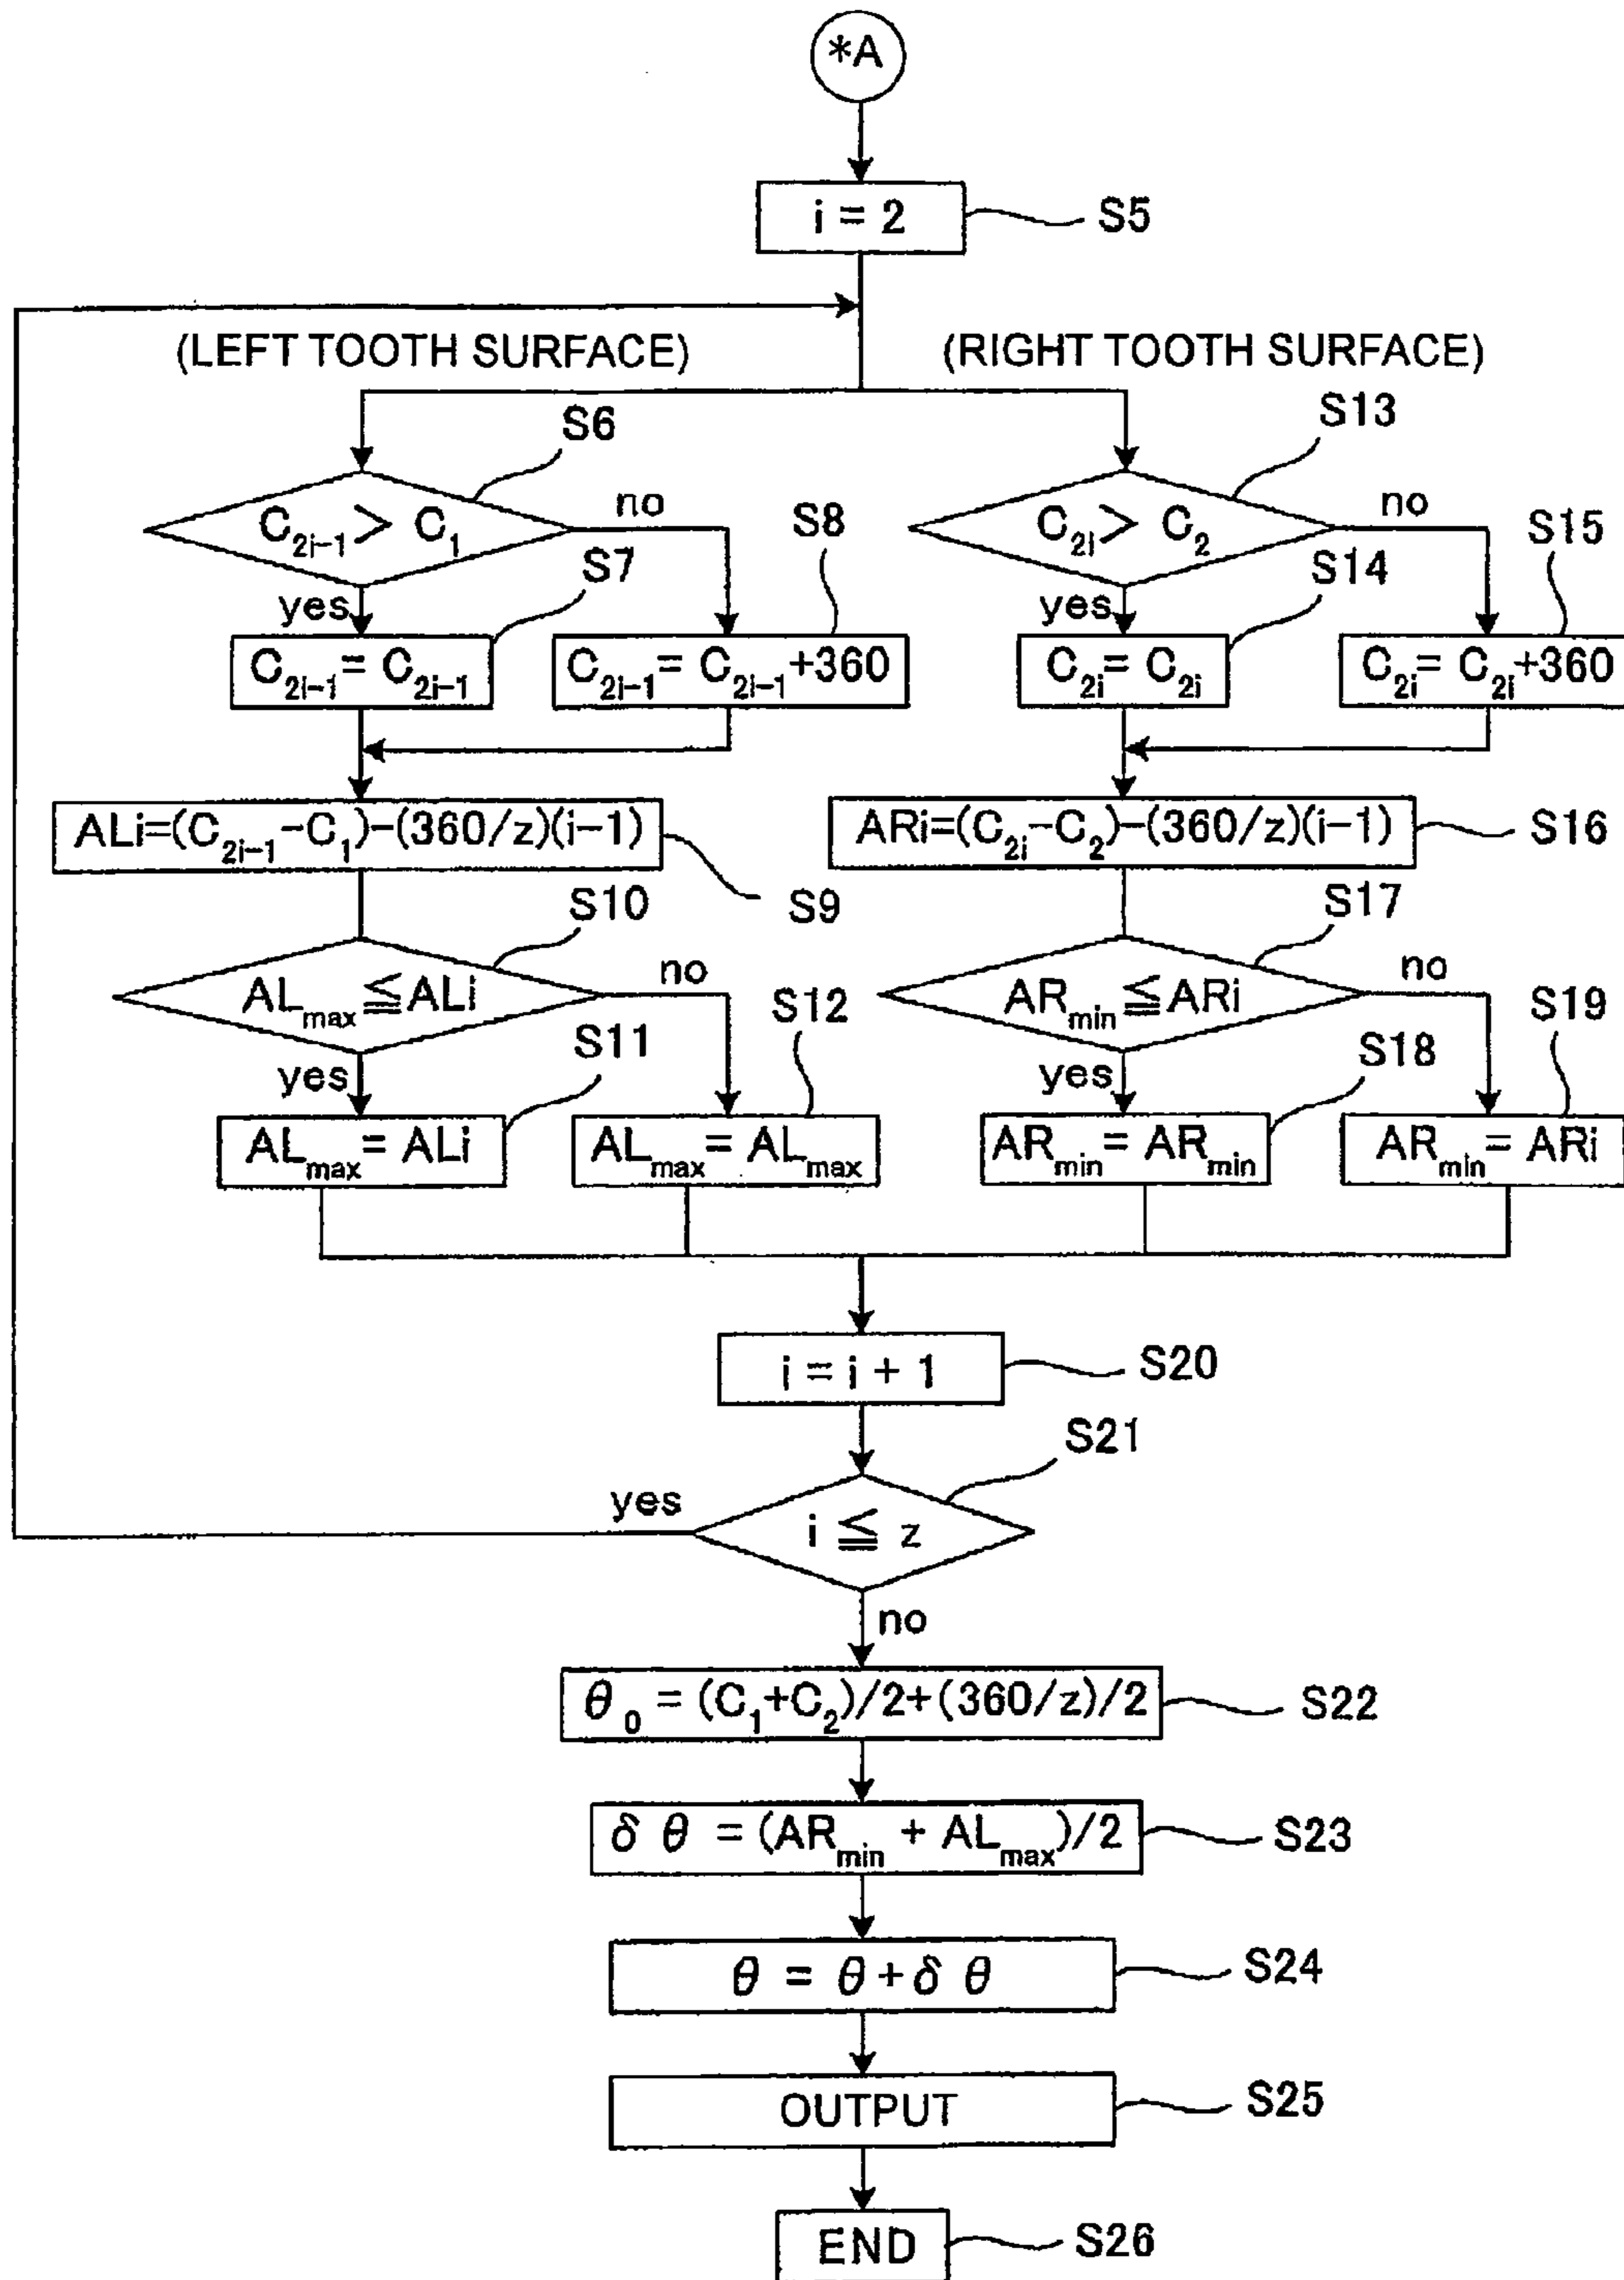 *A
i = 2
S5
(LEFT TOOTH SURFACE)
(RIGHT TOOTH SURFACE)
S6
S13
C2i-1 > C1
no
S8
C2i > C2
no
S15
S7
S14
yes
yes
C2i-1 = C2i-1
C2i-1 = C2i-1 +360
C2i = C2i
C2i = C2i +360
ALi=(C2i-1 -C1)-(360/z)(i-1)
ARi=(C2i -C2)-(360/z)(i-1)
S16
S9
S10
S17
ALmax ≦ ALi
no
S12
ARmin ≦ ARi
no
S19
S11
S18
yes
yes
ALmax = ALi
ALmax = ALmax
ARmin = ARmin
ARmin = ARi
i = i + 1
S20
S21
yes
i ≦ z
no
θ0 = (C1+C2)/2+(360/z)/2
S22
δ θ = (ARmin + ALmax)/2
S23
θ = θ+δ θ
S24
OUTPUT
S25
END
S26